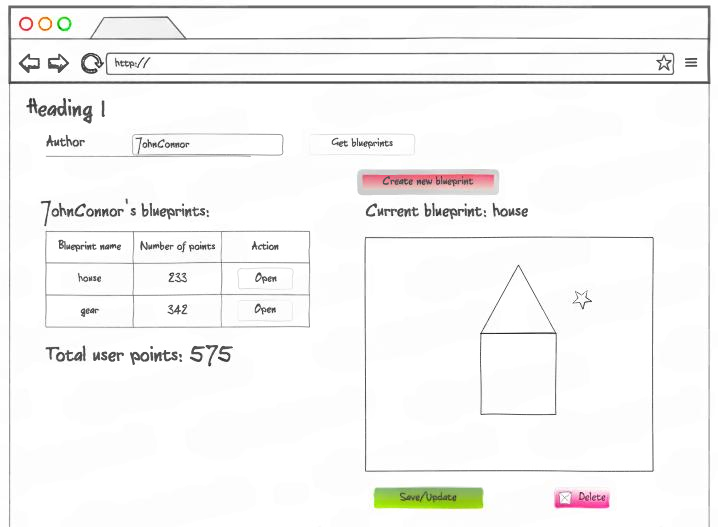 http://
Heading 1
Author JohnConnor Get blueprints
Create new blueprint
JohnConnor's blueprints:
Current blueprint: house
Blueprint name Number of points Action
house 233 Open
gear 342 Open
Total user points: 575
Save/Update Delete